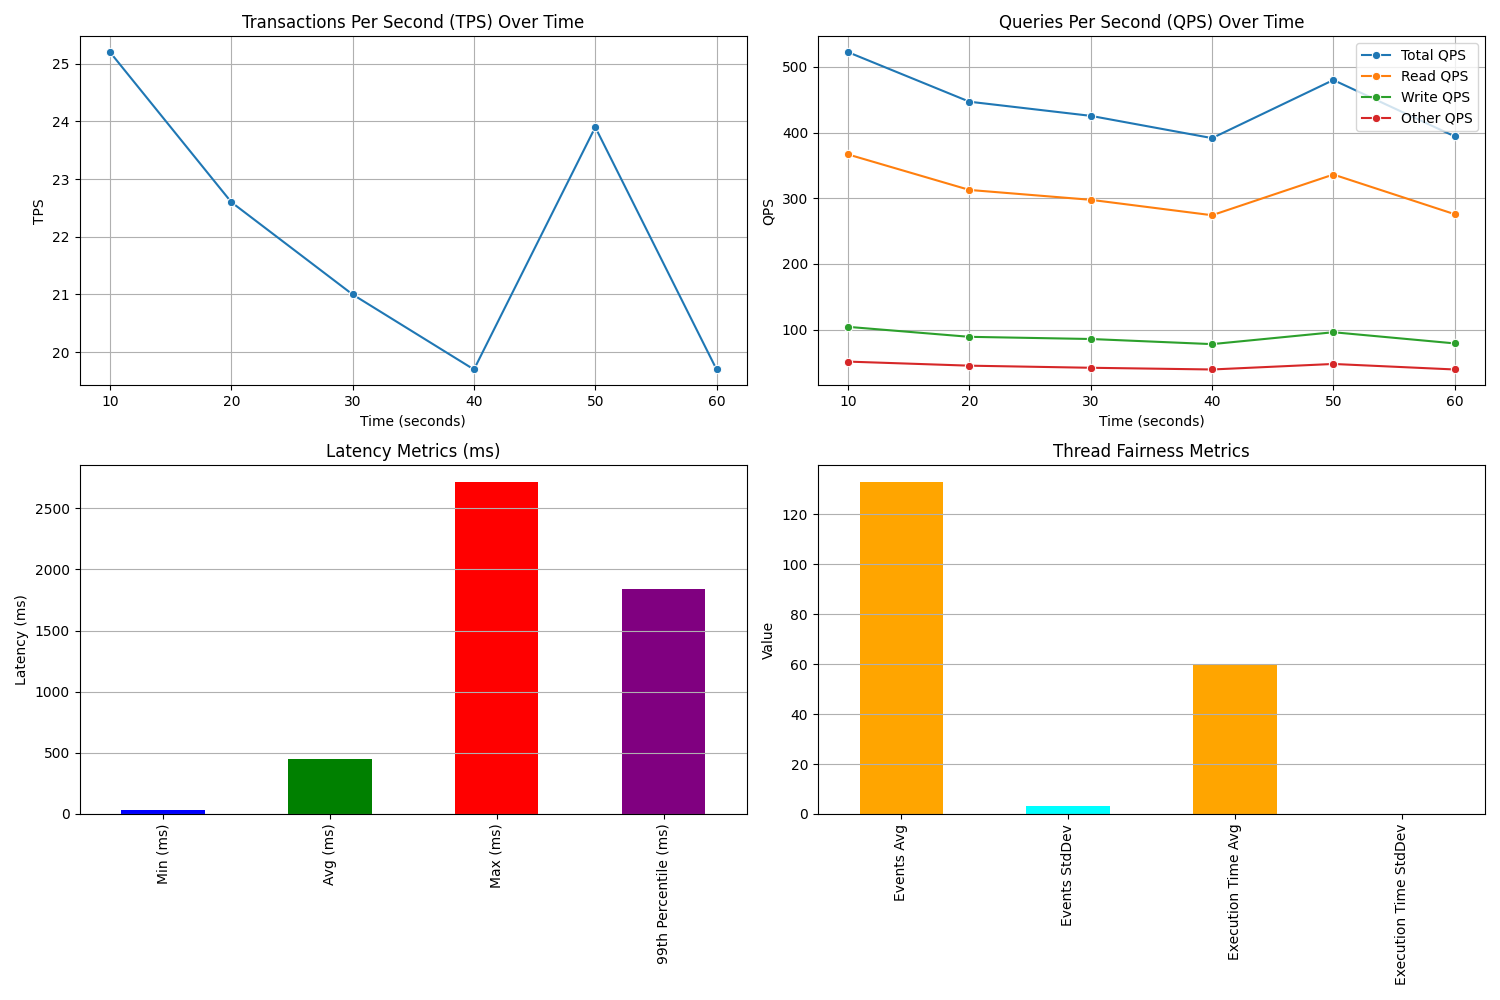 Transactions Per Second (TPS) Over Time
TPS
25
24
23
22
21
20
10 20 30 40 50 60
Time (seconds)
Queries Per Second (QPS) Over Time
QPS
500
400
300
200
100
Total QPS
Read QPS
Write QPS
Other QPS
10 20 30 40 50 60
Time (seconds)
Latency Metrics (ms)
Latency (ms)
2500
2000
1500
1000
500
0
Min (ms)
Avg (ms)
Max (ms)
99th Percentile (ms)
Thread Fairness Metrics
Value
120
100
80
60
40
20
0
Events Avg
Events StdDev
Execution Time Avg
Execution Time StdDev